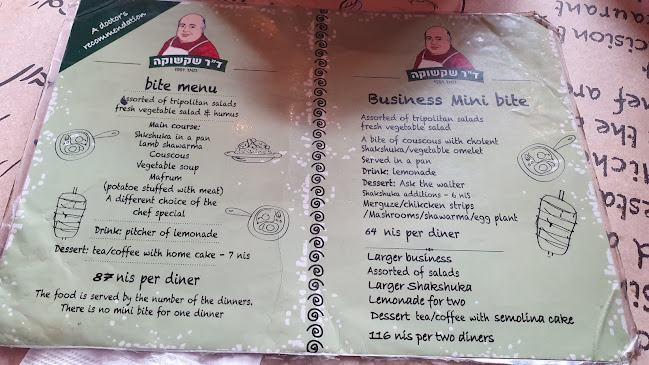 A doctor's
recommendation
ד"ר שקשוקה
bite menu
Assorted of tripolitan salads
fresh vegetable salad & humus
Main course:
Shkshuka in a pan
lamb shawarma
Couscous
Vegetable soup
Mafrum
(potatoe stuffed with meat)
A different choice of the
chef special
Drink: pitcher of lemonade
Dessert: tea/coffee with home cake - 7 nis
87 nis per diner
The food is served by the number of the dinners.
There is no mini bite for one dinner
ד"ר שקשוקה
Business Mini bite
Assorted of tripolitan salads
fresh vegetable salad
A bite of couscous with cholent
Shakshuka/vegetable omelet
Served in a pan
Drink: lemonade
Dessert: Ask the waiter
Shakshuka additions - 6 nis
Merguze/chikcken strips
/Mashrooms/shawarma/egg plant
64 nis per diner
Larger business
Assorted of salads
Larger Shakshuka
Lemonade for two
Dessert tea/coffee with semolina cake
116 nis per two diners